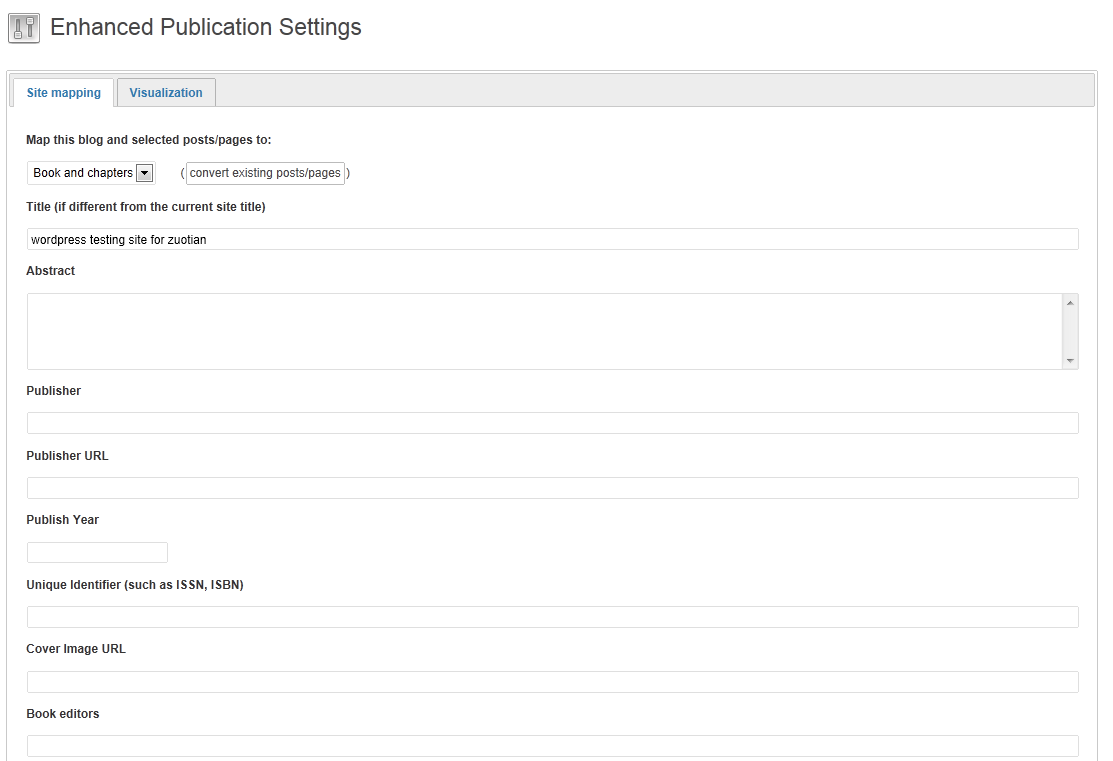 Enhanced Publication Settings
Site mapping Visualization
Map this blog and selected posts/pages to:
Book and chapters ( convert existing posts/pages )
Title (if different from the current site title)
wordpress testing site for zuotian
Abstract
Publisher
Publisher URL
Publish Year
Unique Identifier (such as ISSN, ISBN)
Cover Image URL
Book editors